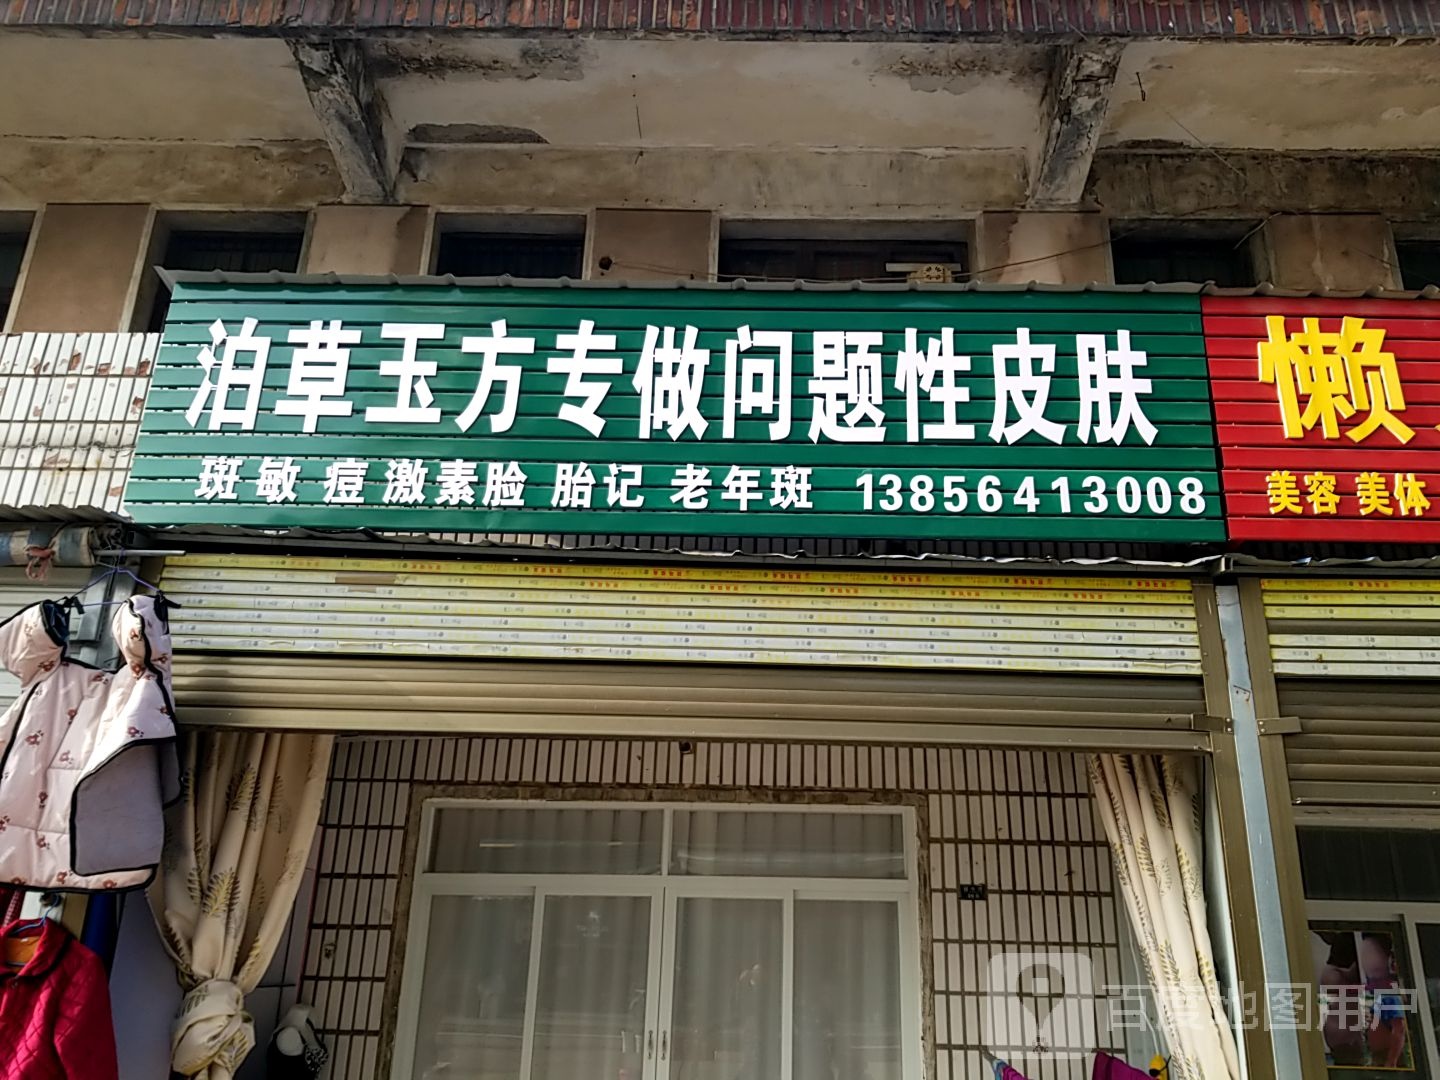 泊草玉方专做问题性皮肤
斑 敏 痘 激素脸 胎记 老年斑 13856413008
懒
美容 美体
百度地图用户